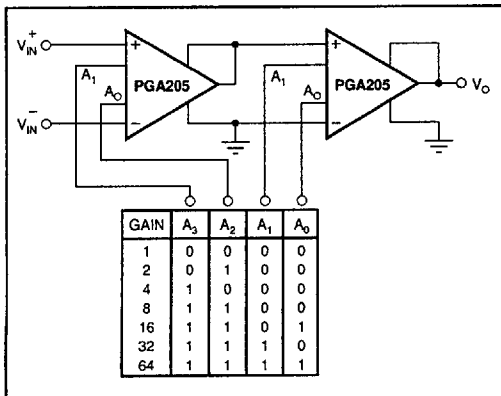 V⁺IN
A₁
A₀
PGA205
+
−
V⁻IN
A₁
A₀
PGA205
+
−
V₀
GAIN A₃ A₂ A₁ A₀
1 0 0 0 0
2 0 1 0 0
4 1 0 0 0
8 1 1 0 0
16 1 1 0 1
32 1 1 1 0
64 1 1 1 1